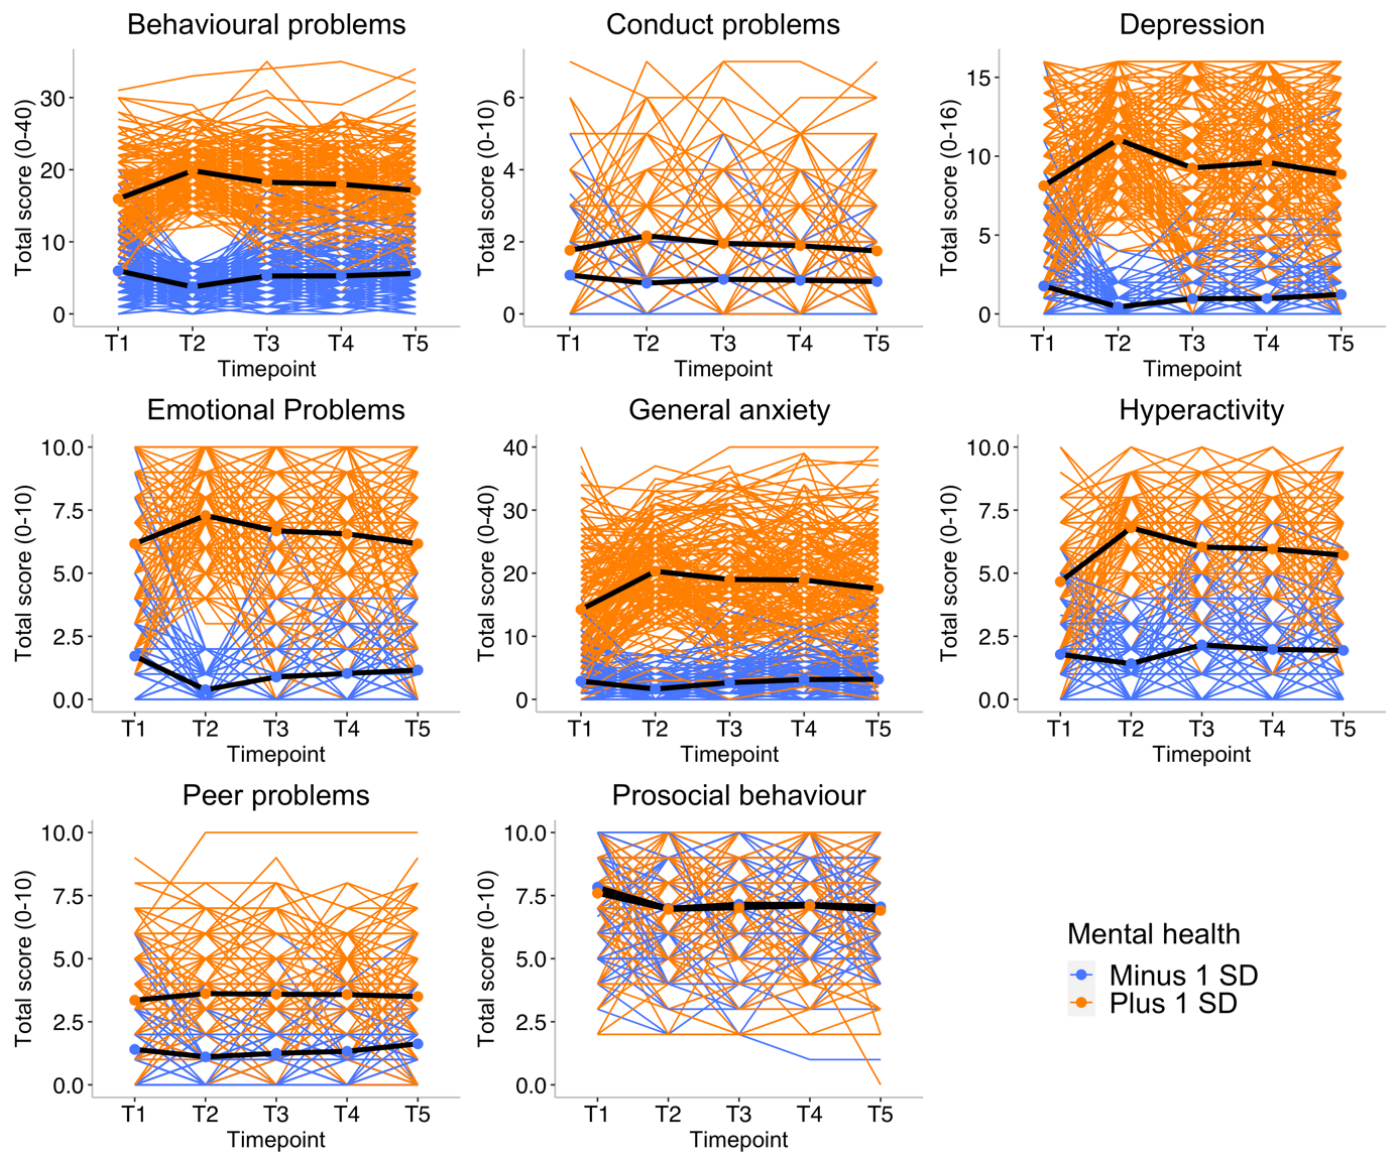 Behavioural problems
Total score (0-40)
30
20
10
0
T1 T2 T3 T4 T5
Timepoint
Conduct problems
Total score (0-10)
6
4
2
0
T1 T2 T3 T4 T5
Timepoint
Depression
Total score (0-16)
15
10
5
0
T1 T2 T3 T4 T5
Timepoint
Emotional Problems
Total score (0-10)
10.0
7.5
5.0
2.5
0.0
T1 T2 T3 T4 T5
Timepoint
General anxiety
Total score (0-40)
40
30
20
10
0
T1 T2 T3 T4 T5
Timepoint
Hyperactivity
Total score (0-10)
10.0
7.5
5.0
2.5
0.0
T1 T2 T3 T4 T5
Timepoint
Peer problems
Total score (0-10)
10.0
7.5
5.0
2.5
0.0
T1 T2 T3 T4 T5
Timepoint
Prosocial behaviour
Total score (0-10)
10.0
7.5
5.0
2.5
0.0
T1 T2 T3 T4 T5
Timepoint
Mental health
Minus 1 SD
Plus 1 SD